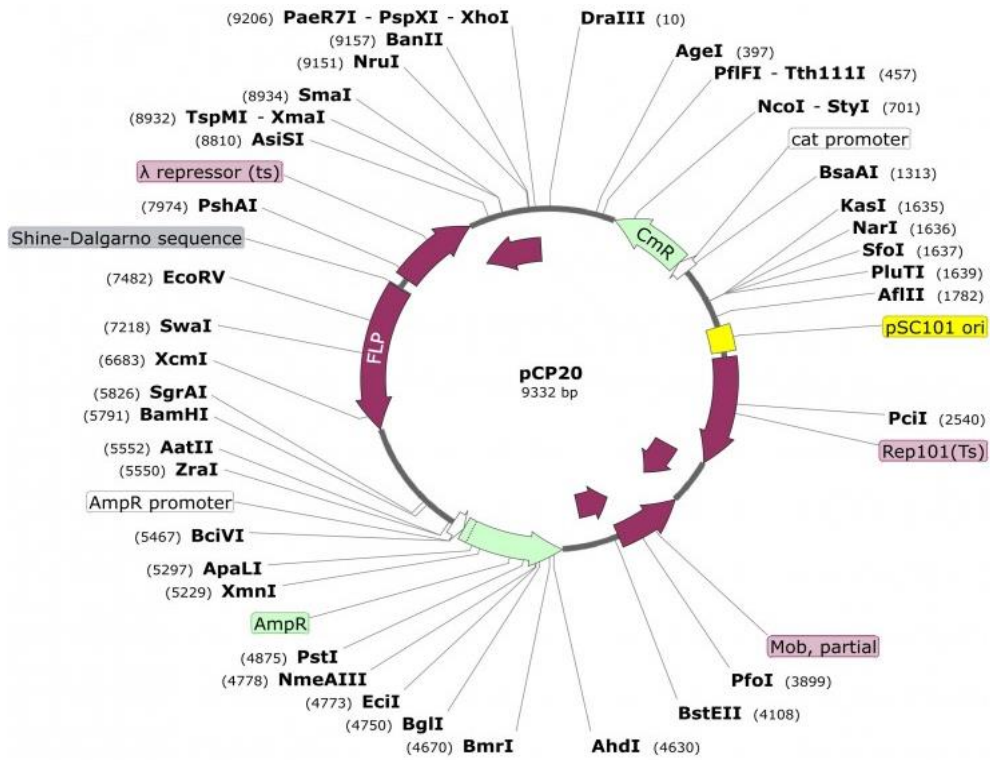 (9206) PaeR7I - PspXI - XhoI
(9157) BanII
(9151) NruI
(8934) SmaI
(8932) TspMI - XmaI
(8810) AsiSI
λ repressor (ts)
(7974) PshAI
Shine-Dalgarno sequence
(7482) EcoRV
(7218) SwaI
(6683) XcmI
(5826) SgrAI
(5791) BamHI
(5552) AatII
(5550) ZraI
AmpR promoter
(5467) BciVI
(5297) ApaLI
(5229) XmnI
AmpR
(4875) PstI
(4778) NmeAIII
(4773) EciI
(4750) BglI
(4670) BmrI
DraIII (10)
AgeI (397)
PflFI - Tth111I (457)
NcoI - StyI (701)
cat promoter
BsaAI (1313)
KasI (1635)
NarI (1636)
SfoI (1637)
PluTI (1639)
AflII (1782)
pSC101 ori
PciI (2540)
Rep101(Ts)
Mob, partial
PfoI (3899)
BstEII (4108)
AhdI (4630)
CmR
FLP
pCP20
9332 bp